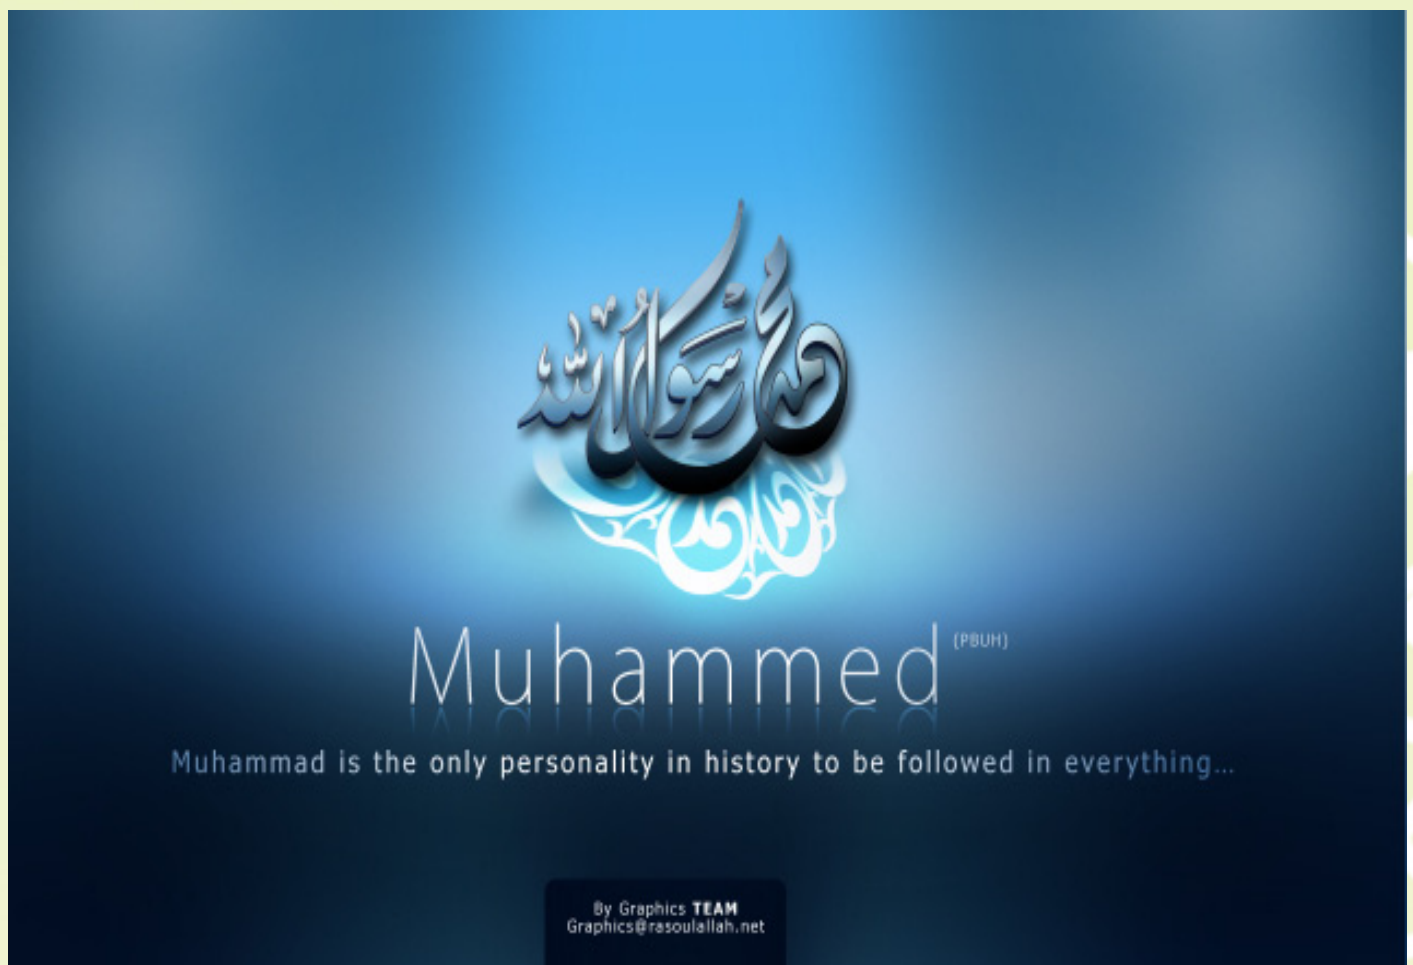 محمد رسول الله
Muhammed (PBUH)
Muhammad is the only personality in history to be followed in everything...
By Graphics TEAM
Graphics@rasoulallah.net